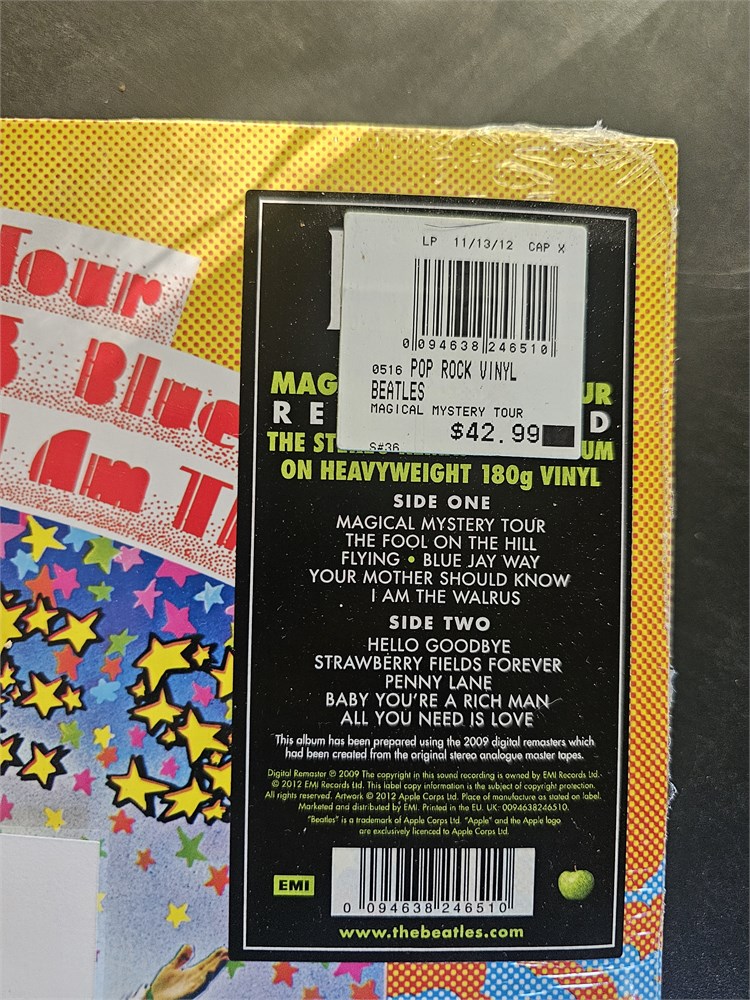 Tour
Blue
Am
LP 11/13/12 CAP X
0 094638 246510
0516 POP ROCK VINYL
BEATLES
MAGICAL MYSTERY TOUR
$42.99
S#36
MAG UR
RE D
THE STE UM
ON HEAVYWEIGHT 180g VINYL
SIDE ONE
MAGICAL MYSTERY TOUR
THE FOOL ON THE HILL
FLYING • BLUE JAY WAY
YOUR MOTHER SHOULD KNOW
I AM THE WALRUS
SIDE TWO
HELLO GOODBYE
STRAWBERRY FIELDS FOREVER
PENNY LANE
BABY YOU'RE A RICH MAN
ALL YOU NEED IS LOVE
This album has been prepared using the 2009 digital remasters which
had been created from the original stereo analogue master tapes.
Digital Remaster ℗ 2009 The copyright in this sound recording is owned by EMI Records Ltd.
© 2012 EMI Records Ltd. This label copy information is the subject of copyright protection.
All rights reserved. Artwork © 2012 Apple Corps Ltd. Place of manufacture as stated on label.
Marketed and distributed by EMI. Printed in the EU. UK: 0094638246510.
"Beatles" is a trademark of Apple Corps Ltd. "Apple" and the Apple logo
are exclusively licenced to Apple Corps Ltd.
EMI
0 094638 246510
www.thebeatles.com